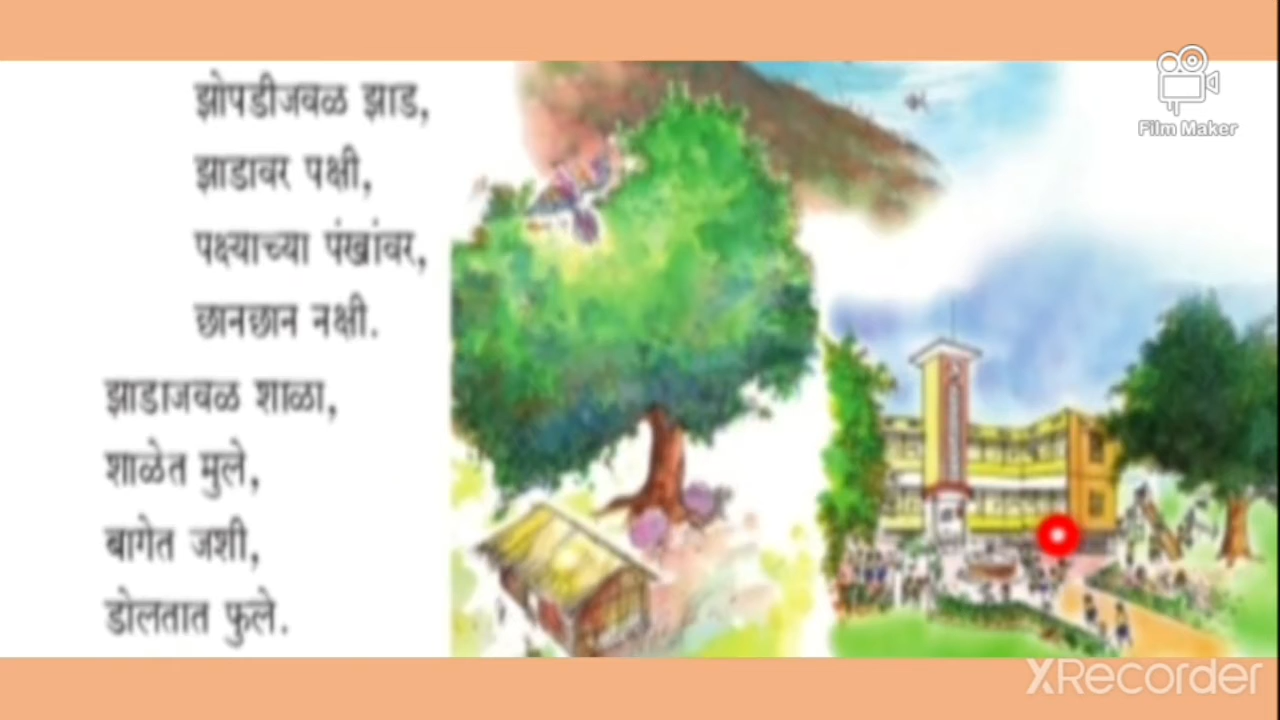 झोपडीजवळ झाड,
झाडावर पक्षी,
पक्ष्याच्या पंखांवर,
छानछान नक्षी.
झाडाजवळ शाळा,
शाळेत मुले,
बागेत जशी,
डोलतात फुले.
Film Maker
XRecorder